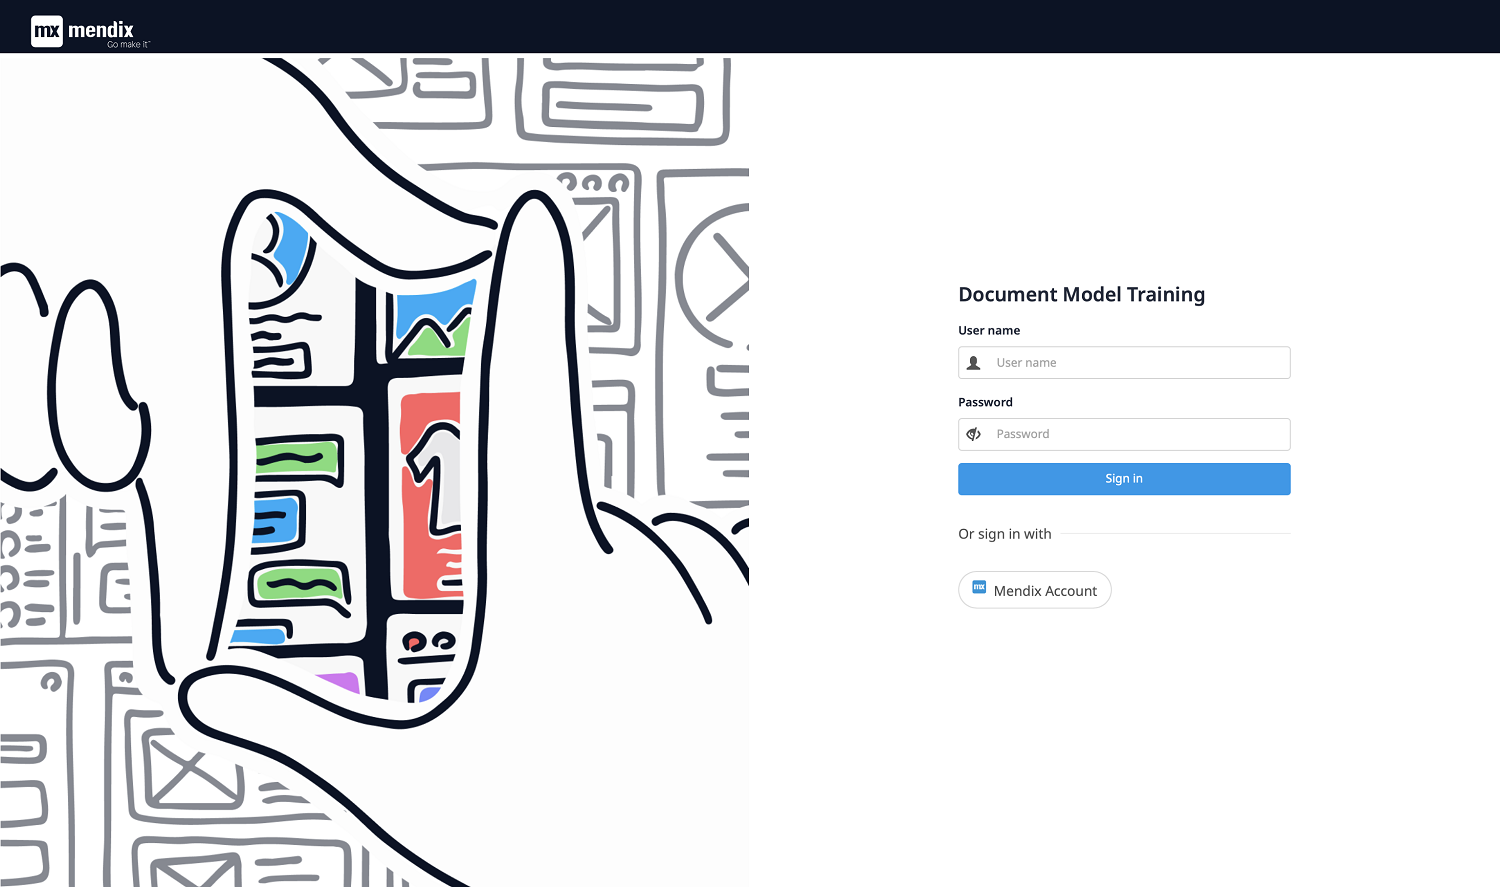 mx mendix
Go make it™
1
Document Model Training
User name
User name
Password
Password
Sign in
Or sign in with
mx Mendix Account